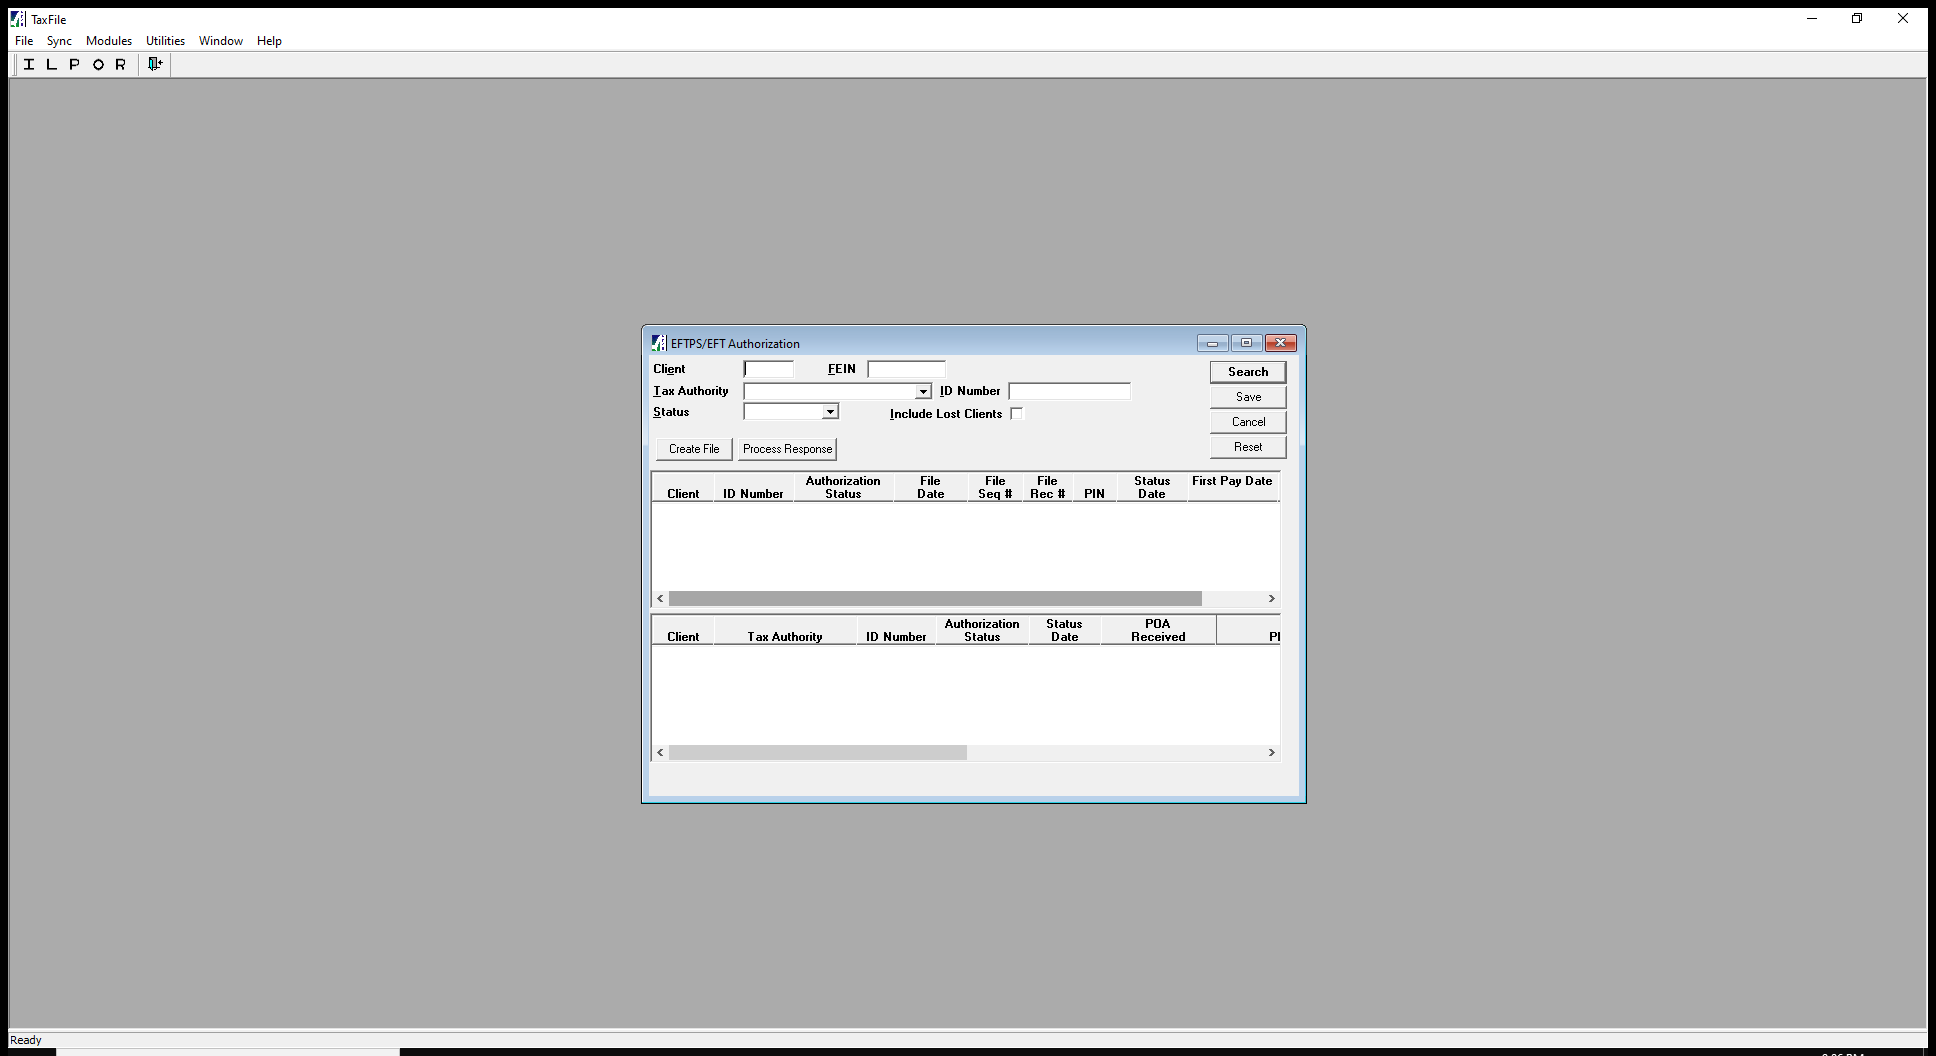 TaxFile
File Sync Modules Utilities Window Help
I L P O R
EFTPS/EFT Authorization
Client FEIN Search
Tax Authority ID Number Save
Status Include Lost Clients Cancel
Create File Process Response Reset
Client ID Number Authorization Status File Date File Seq # File Rec # PIN Status Date First Pay Date
Client Tax Authority ID Number Authorization Status Status Date POA Received PI
Ready